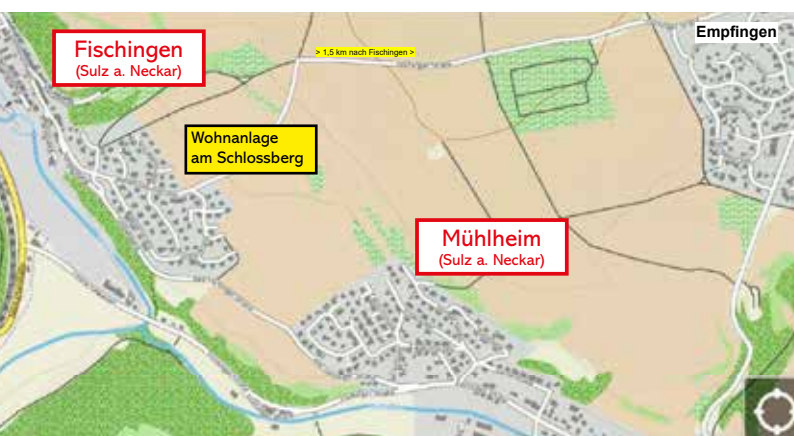 Fischingen
(Sulz a. Neckar)
> 1,5 km nach Fischingen >
Empfingen
Wohnanlage
am Schlossberg
Mühlheim
(Sulz a. Neckar)